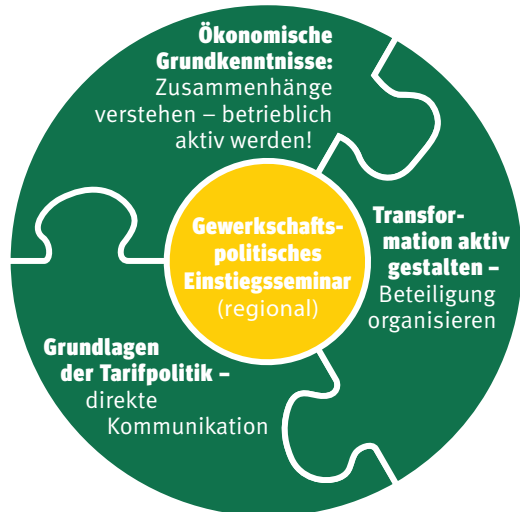 Ökonomische
Grundkenntnisse:
Zusammenhänge
verstehen – betrieblich
aktiv werden!
Gewerkschafts-
politisches
Einstiegsseminar
(regional)
Transfor-
mation aktiv
gestalten –
Beteiligung
organisieren
Grundlagen
der Tarifpolitik –
direkte
Kommunikation